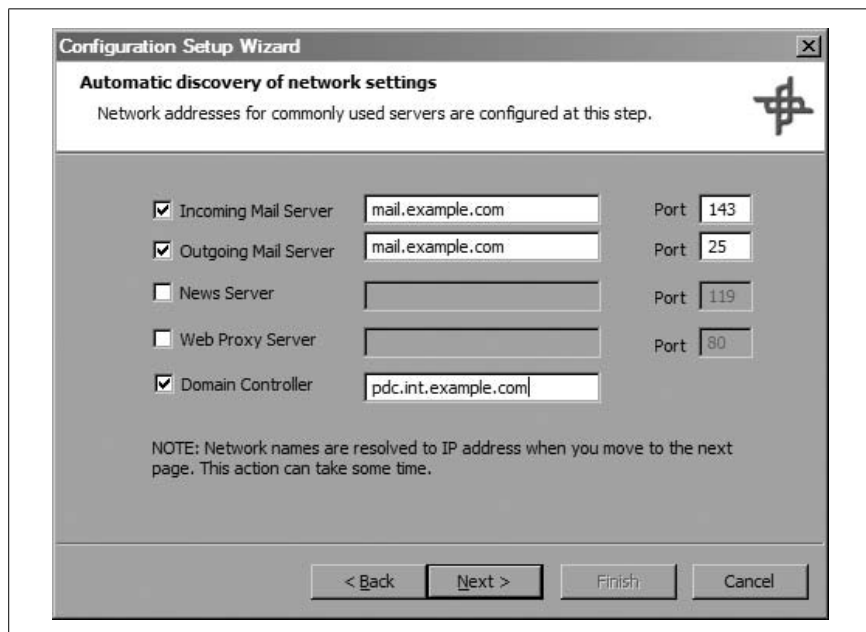 Configuration Setup Wizard
Automatic discovery of network settings
Network addresses for commonly used servers are configured at this step.
Incoming Mail Server mail.example.com Port 143
Outgoing Mail Server mail.example.com Port 25
News Server Port 119
Web Proxy Server Port 80
Domain Controller pdc.int.example.com
NOTE: Network names are resolved to IP address when you move to the next
page. This action can take some time.
< Back Next > Finish Cancel